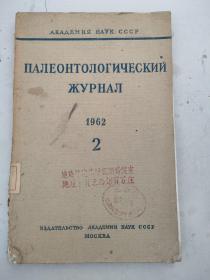 АКАДЕМИЯ НАУК СССР
ПАЛЕОНТОЛОГИЧЕСКИЙ
ЖУРНАЛ
1962
2
ИЗДАТЕЛЬСТВО АКАДЕМИИ НАУК СССР
МОСКВА